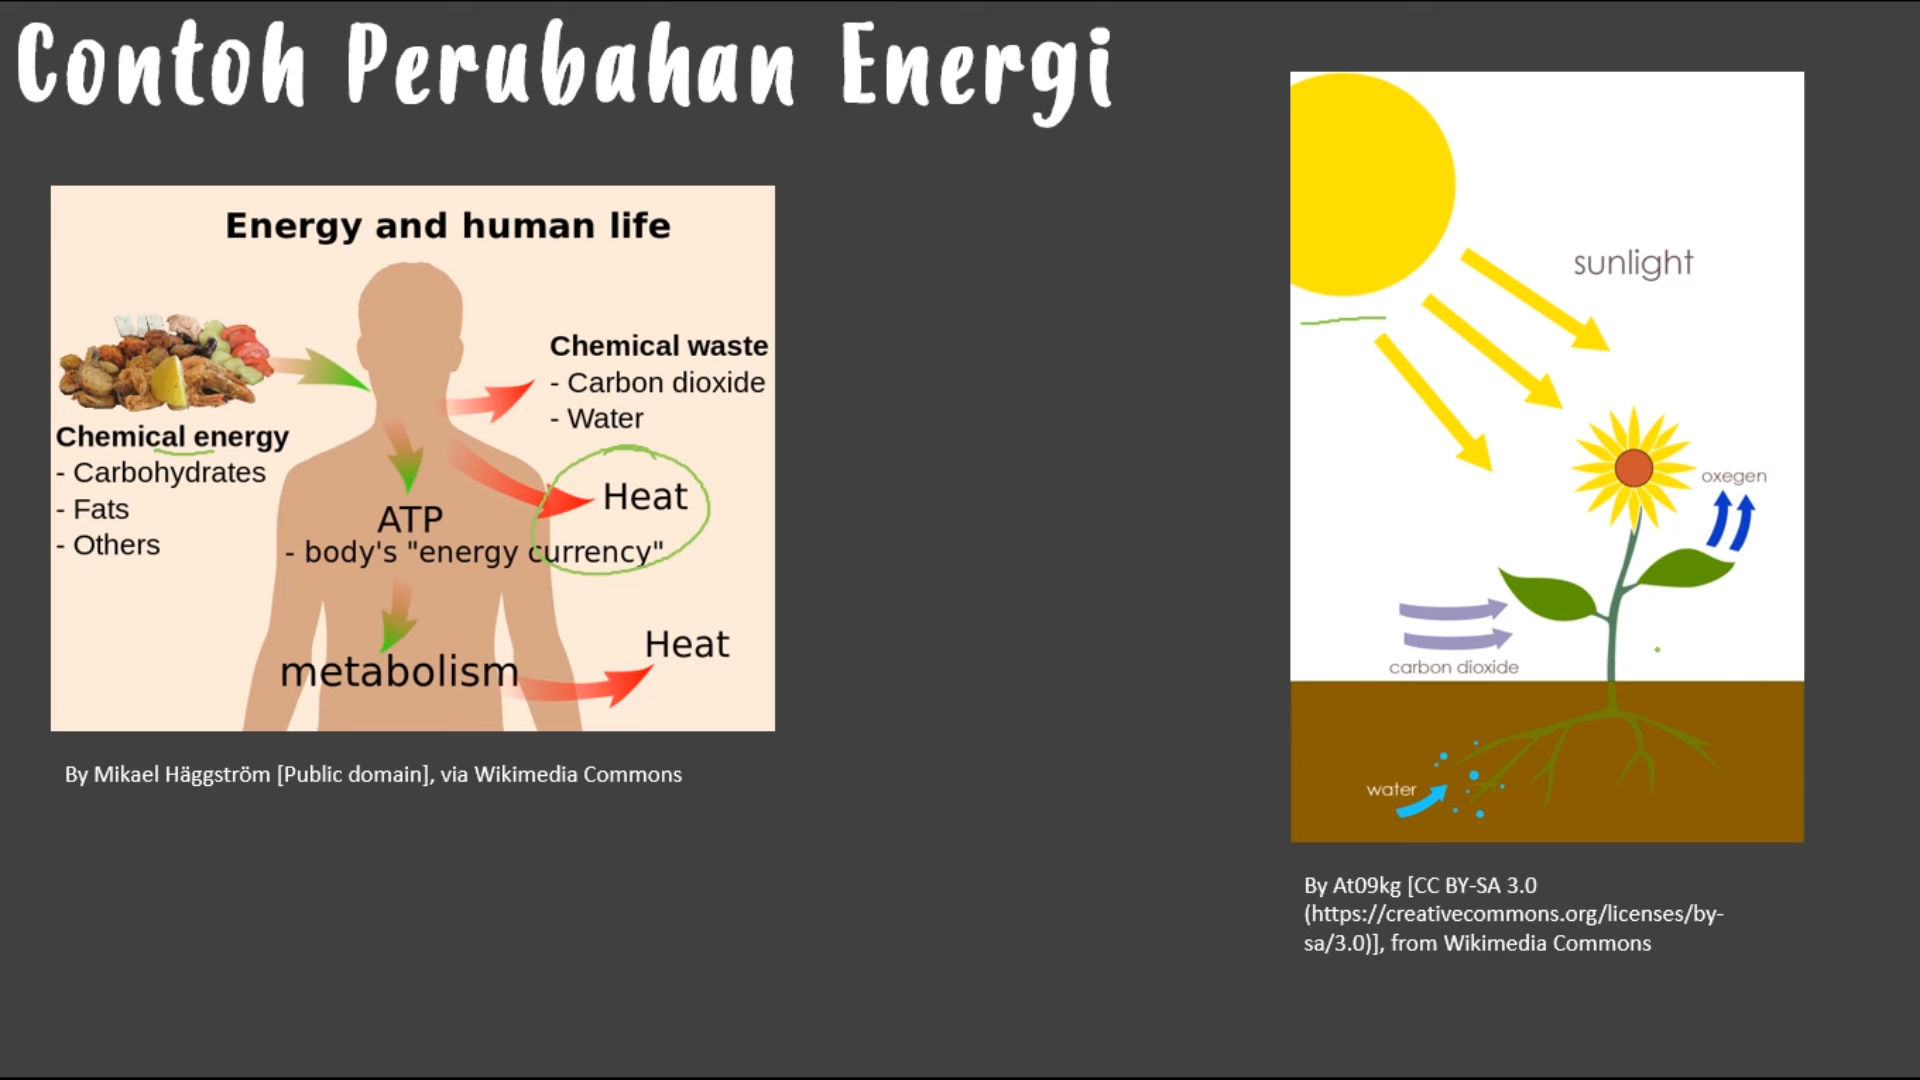 Contoh Perubahan Energi
Energy and human life
Chemical energy
- Carbohydrates
- Fats
- Others
Chemical waste
- Carbon dioxide
- Water
Heat
ATP
- body's "energy currency"
metabolism
Heat
By Mikael Häggström [Public domain], via Wikimedia Commons
sunlight
oxegen
carbon dioxide
water
By At09kg [CC BY-SA 3.0
(https://creativecommons.org/licenses/by-
sa/3.0)], from Wikimedia Commons